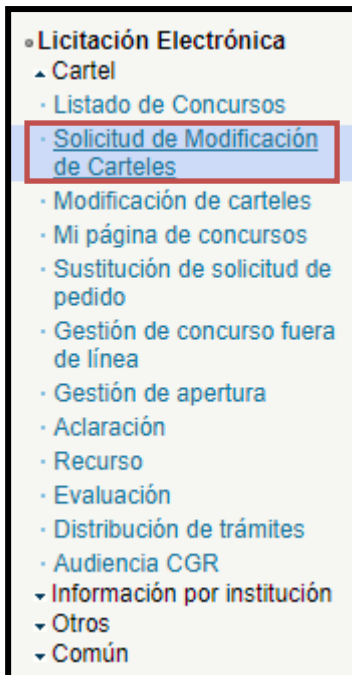 Licitación Electrónica
Cartel
Listado de Concursos
Solicitud de Modificación
de Carteles
Modificación de carteles
Mi página de concursos
Sustitución de solicitud de
pedido
Gestión de concurso fuera
de línea
Gestión de apertura
Aclaración
Recurso
Evaluación
Distribución de trámites
Audiencia CGR
Información por institución
Otros
Común